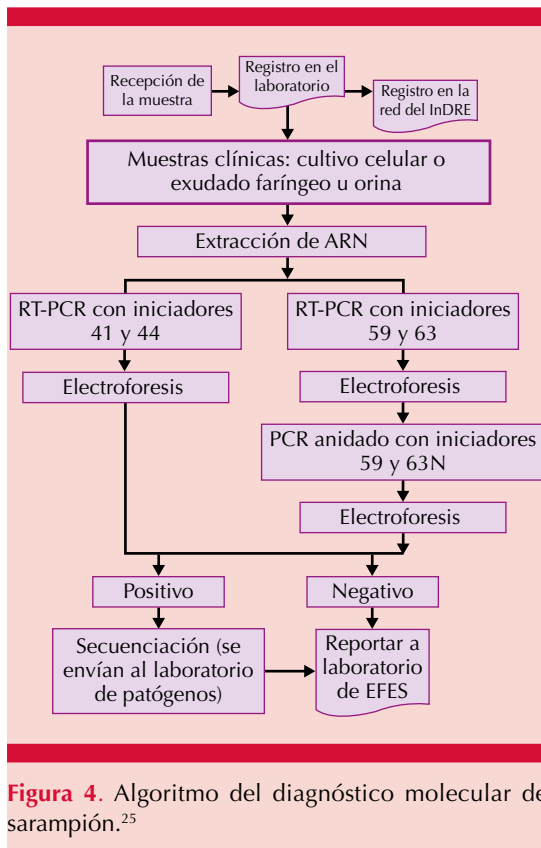 Recepción de
la muestra
Registro en el
laboratorio
Registro en la
red del InDRE
Muestras clínicas: cultivo celular o
exudado faríngeo u orina
Extracción de ARN
RT-PCR con iniciadores
41 y 44
RT-PCR con iniciadores
59 y 63
Electroforesis
Electroforesis
PCR anidado con iniciadores
59 y 63N
Electroforesis
Positivo
Negativo
Secuenciación (se
envían al laboratorio
de patógenos)
Reportar a
laboratorio
de EFES
Figura 4. Algoritmo del diagnóstico molecular de
sarampión.25